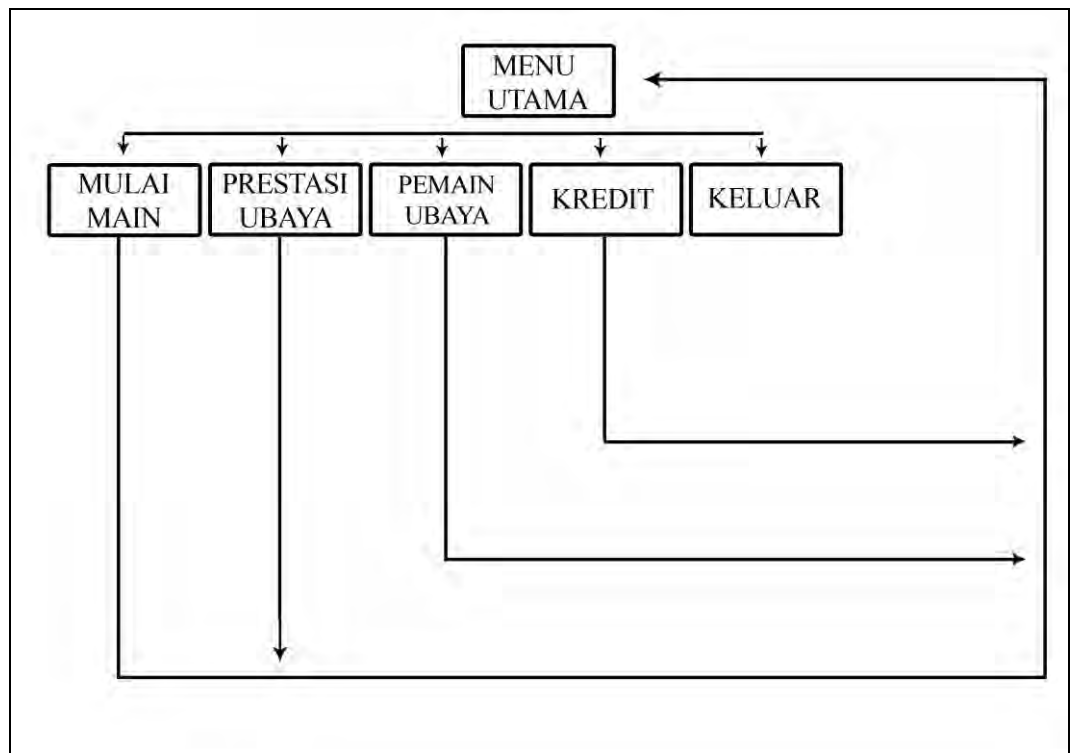 MENU
UTAMA
MULAI
MAIN
PRESTASI
UBAYA
PEMAIN
UBAYA
KREDIT
KELUAR